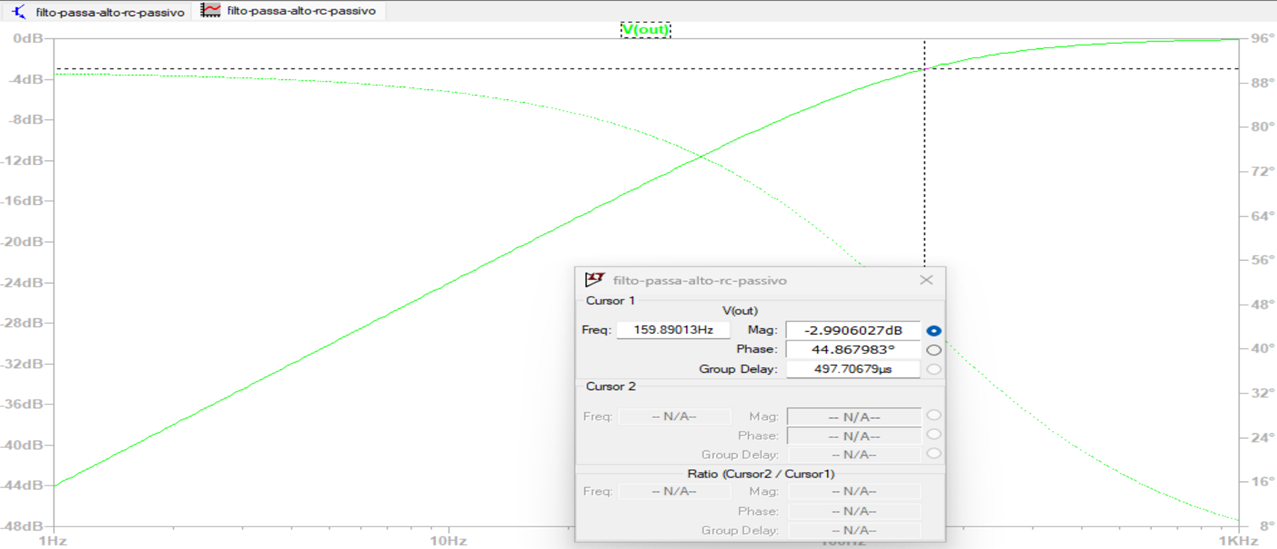 filto-passa-alto-rc-passivo filto-passa-alto-rc-passivo
V(out)
0dB 96°
-4dB 88°
-8dB 80°
-12dB 72°
-16dB 64°
-20dB 56°
-24dB 48°
-28dB 40°
-32dB 32°
-36dB 24°
-40dB 16°
-44dB
-48dB 8°
1Hz 10Hz 100Hz 1KHz
filto-passa-alto-rc-passivo
Cursor 1
V(out)
Freq: 159.89013Hz Mag: -2.9906027dB
Phase: 44.867983°
Group Delay: 497.70679µs
Cursor 2
Freq: -- N/A-- Mag: -- N/A--
Phase: -- N/A--
Group Delay: -- N/A--
Ratio (Cursor2 / Cursor1)
Freq: -- N/A-- Mag: -- N/A--
Phase: -- N/A--
Group Delay: -- N/A--